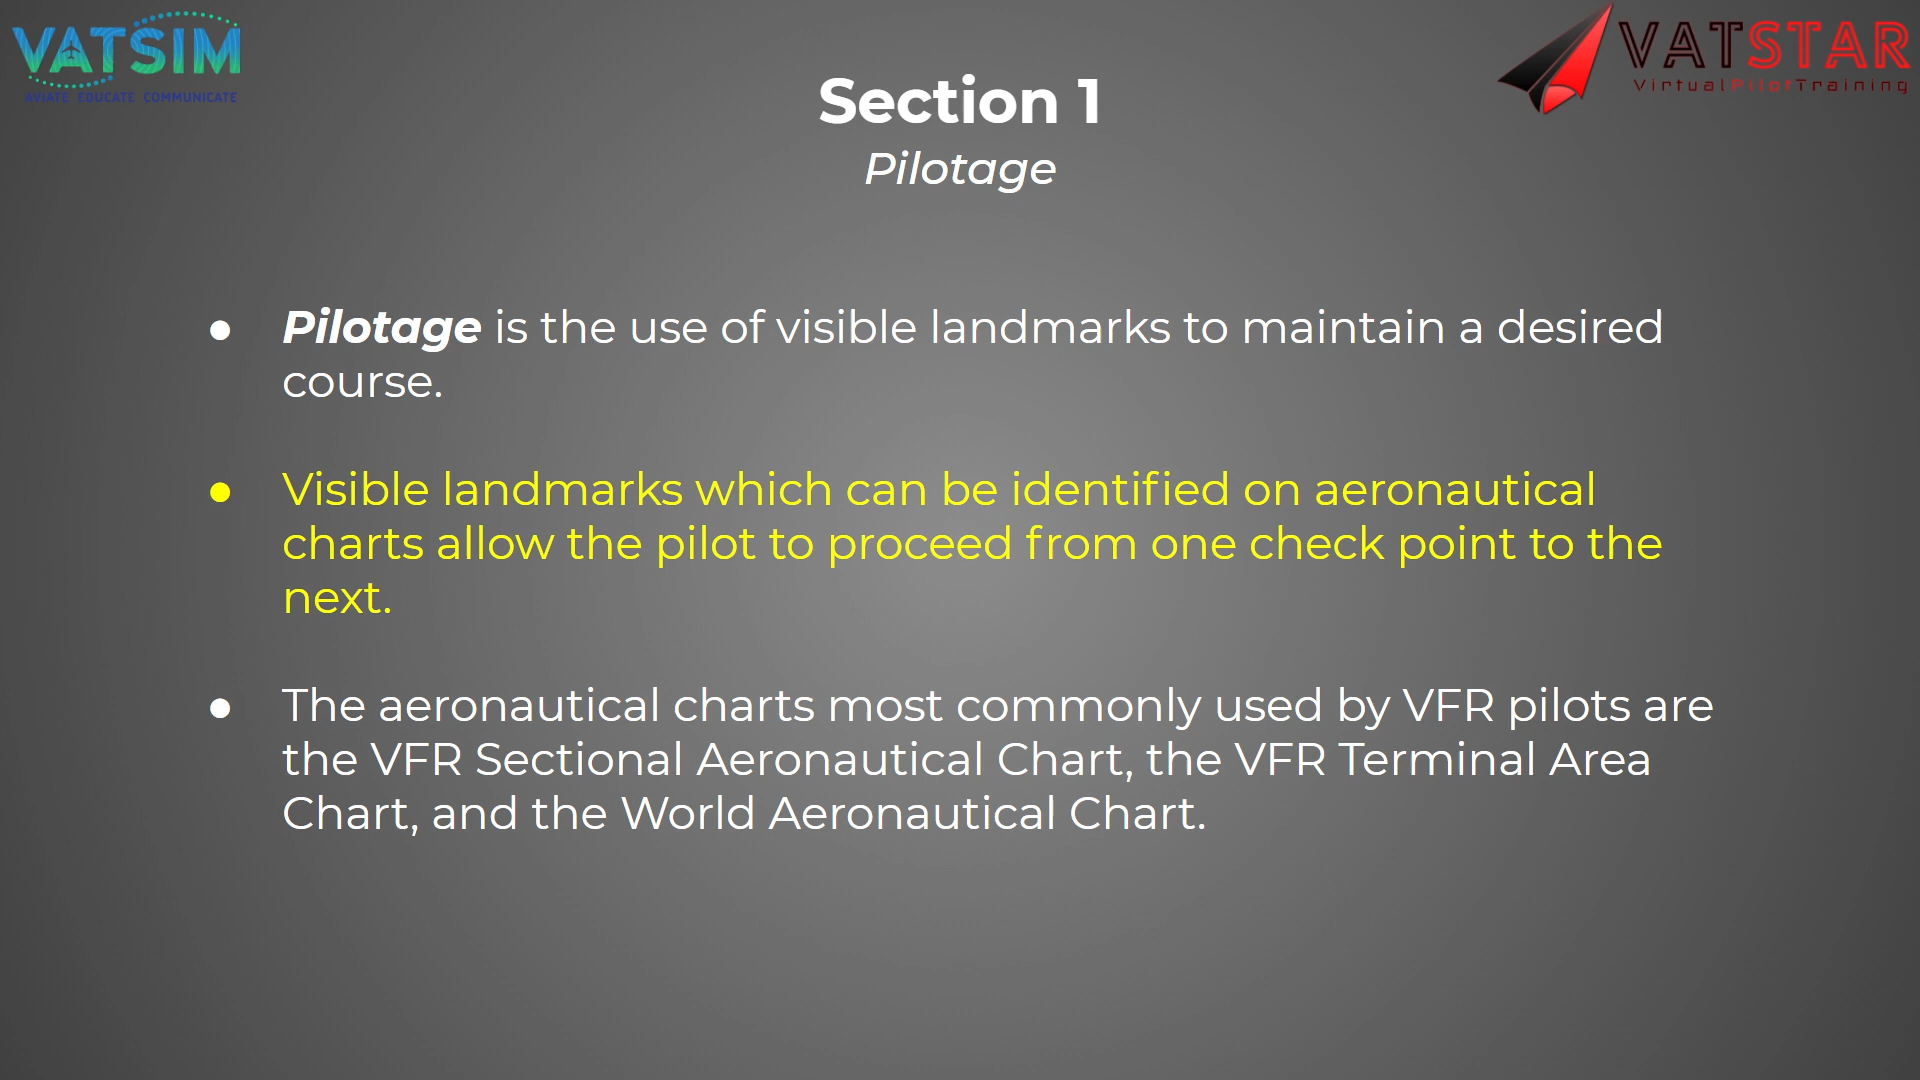 VATSIM
AVIATE EDUCATE COMMUNICATE
VATSTAR
VirtualPilotTraining
Section 1
Pilotage
● Pilotage is the use of visible landmarks to maintain a desired
course.
● Visible landmarks which can be identified on aeronautical
charts allow the pilot to proceed from one check point to the
next.
● The aeronautical charts most commonly used by VFR pilots are
the VFR Sectional Aeronautical Chart, the VFR Terminal Area
Chart, and the World Aeronautical Chart.